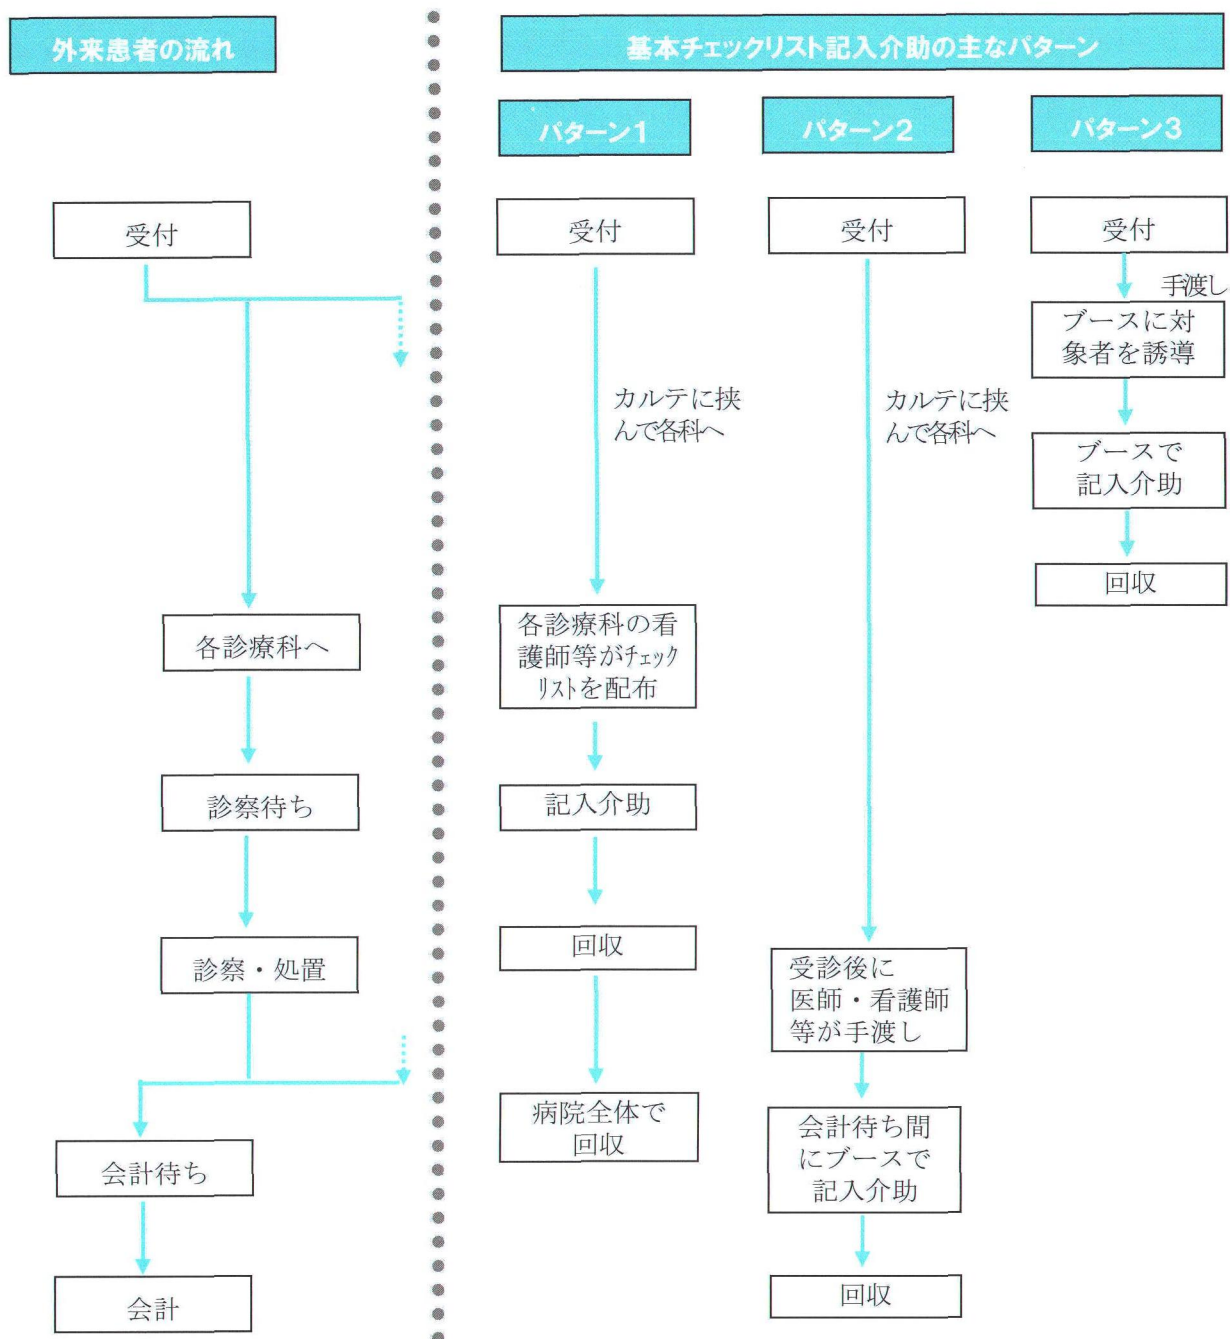 外来患者の流れ
受付
各診療科へ
診察待ち
診察・処置
会計待ち
会計
基本チェックリスト記入介助の主なパターン
パターン1
受付
カルテに挟
んで各科へ
各診療科の看
護師等がチェック
リストを配布
記入介助
回収
病院全体で
回収
パターン2
受付
カルテに挟
んで各科へ
受診後に
医師・看護師
等が手渡し
会計待ち間
にブースで
記入介助
回収
パターン3
受付
手渡し
ブースに対
象者を誘導
ブースで
記入介助
回収